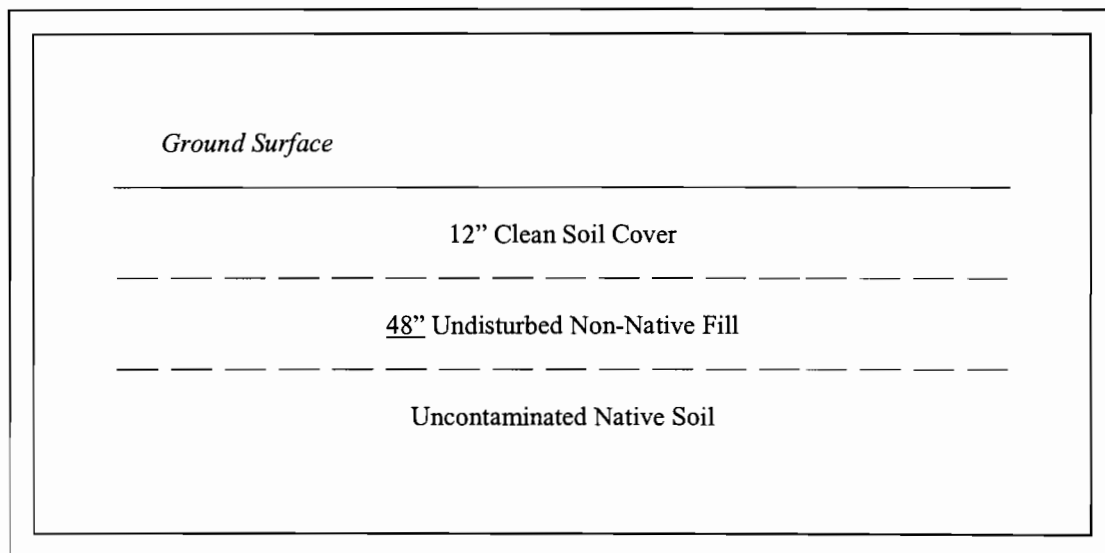 Ground Surface
12” Clean Soil Cover
48” Undisturbed Non-Native Fill
Uncontaminated Native Soil